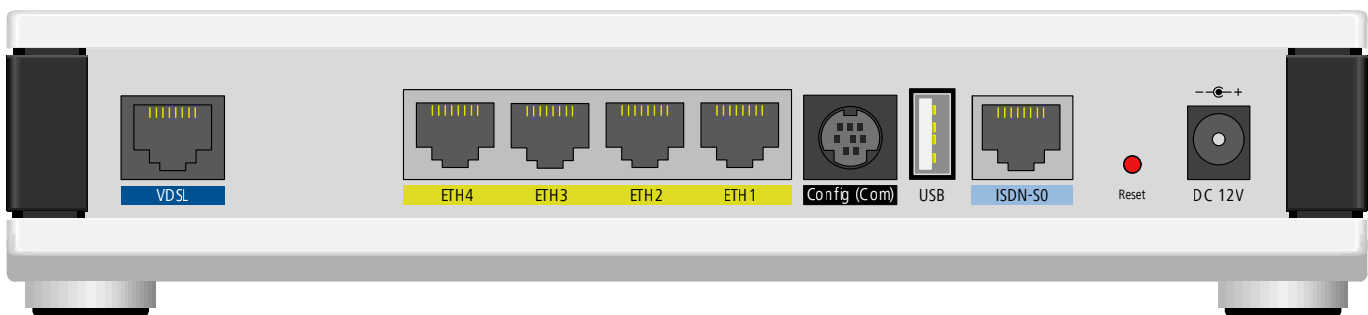 VDSL
ETH4
ETH3
ETH2
ETH1
Config (Com)
USB
ISDN-S0
Reset
DC 12V